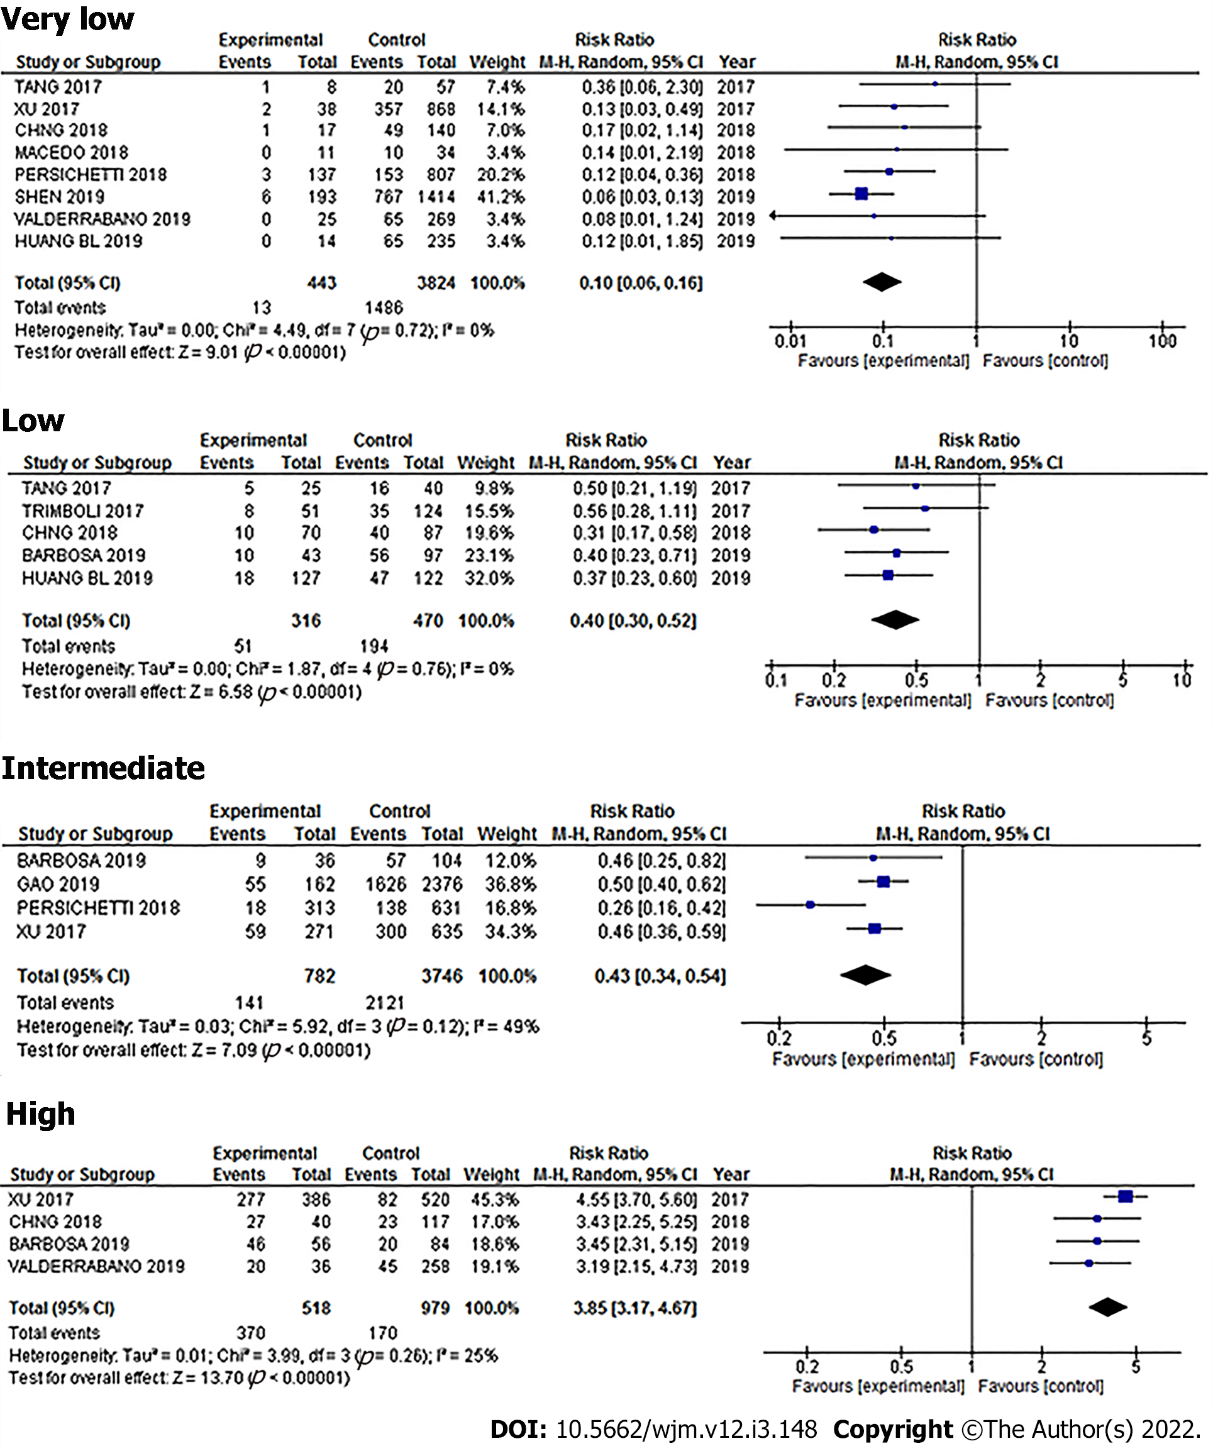 Very low
Experimental Control Risk Ratio Risk Ratio
Study or Subgroup Events Total Events Total Weight M-H, Random, 95% CI Year M-H, Random, 95% CI
TANG 2017 1 8 20 57 7.4% 0.36 [0.06, 2.30] 2017
XU 2017 2 38 357 868 14.1% 0.13 [0.03, 0.49] 2017
CHNG 2018 1 17 49 140 7.0% 0.17 [0.02, 1.14] 2018
MACEDO 2018 0 11 10 34 3.4% 0.14 [0.01, 2.19] 2018
PERSICHETTI 2018 3 137 153 807 20.2% 0.12 [0.04, 0.36] 2018
SHEN 2019 6 193 767 1414 41.2% 0.06 [0.03, 0.13] 2019
VALDERRABANO 2019 0 25 65 269 3.4% 0.08 [0.01, 1.24] 2019
HUANG BL 2019 0 14 65 235 3.4% 0.12 [0.01, 1.85] 2019
Total (95% CI) 443 3824 100.0% 0.10 [0.06, 0.16]
Total events 13 1486
Heterogeneity: Tau² = 0.00; Chi² = 4.49, df = 7 (p = 0.72); I² = 0%
Test for overall effect: Z = 9.01 (p < 0.00001)
0.01 0.1 1 10 100
Favours [experimental] Favours [control]
Low
Experimental Control Risk Ratio Risk Ratio
Study or Subgroup Events Total Events Total Weight M-H, Random, 95% CI Year M-H, Random, 95% CI
TANG 2017 5 25 16 40 9.8% 0.50 [0.21, 1.19] 2017
TRIMBOLI 2017 8 51 35 124 15.5% 0.56 [0.28, 1.11] 2017
CHNG 2018 10 70 40 87 19.6% 0.31 [0.17, 0.58] 2018
BARBOSA 2019 10 43 56 97 23.1% 0.40 [0.23, 0.71] 2019
HUANG BL 2019 18 127 47 122 32.0% 0.37 [0.23, 0.60] 2019
Total (95% CI) 316 470 100.0% 0.40 [0.30, 0.52]
Total events 51 194
Heterogeneity: Tau² = 0.00; Chi² = 1.87, df = 4 (p = 0.76); I² = 0%
Test for overall effect: Z = 6.58 (p < 0.00001)
0.1 0.2 0.5 1 2 5 10
Favours [experimental] Favours [control]
Intermediate
Experimental Control Risk Ratio Risk Ratio
Study or Subgroup Events Total Events Total Weight M-H, Random, 95% CI M-H, Random, 95% CI
BARBOSA 2019 9 36 57 104 12.0% 0.46 [0.25, 0.82]
GAO 2019 55 162 1626 2376 36.8% 0.50 [0.40, 0.62]
PERSICHETTI 2018 18 313 138 631 16.8% 0.26 [0.16, 0.42]
XU 2017 59 271 300 635 34.3% 0.46 [0.36, 0.59]
Total (95% CI) 782 3746 100.0% 0.43 [0.34, 0.54]
Total events 141 2121
Heterogeneity: Tau² = 0.03; Chi² = 5.92, df = 3 (p = 0.12); I² = 49%
Test for overall effect: Z = 7.09 (p < 0.00001)
0.2 0.5 1 2 5
Favours [experimental] Favours [control]
High
Experimental Control Risk Ratio Risk Ratio
Study or Subgroup Events Total Events Total Weight M-H, Random, 95% CI Year M-H, Random, 95% CI
XU 2017 277 386 82 520 45.3% 4.55 [3.70, 5.60] 2017
CHNG 2018 27 40 23 117 17.0% 3.43 [2.25, 5.25] 2018
BARBOSA 2019 46 56 20 84 18.6% 3.45 [2.31, 5.15] 2019
VALDERRABANO 2019 20 36 45 258 19.1% 3.19 [2.15, 4.73] 2019
Total (95% CI) 518 979 100.0% 3.85 [3.17, 4.67]
Total events 370 170
Heterogeneity: Tau² = 0.01; Chi² = 3.99, df = 3 (p = 0.26); I² = 25%
Test for overall effect: Z = 13.70 (p < 0.00001)
0.2 0.5 1 2 5
Favours [experimental] Favours [control]
DOI: 10.5662/wjm.v12.i3.148 Copyright ©The Author(s) 2022.